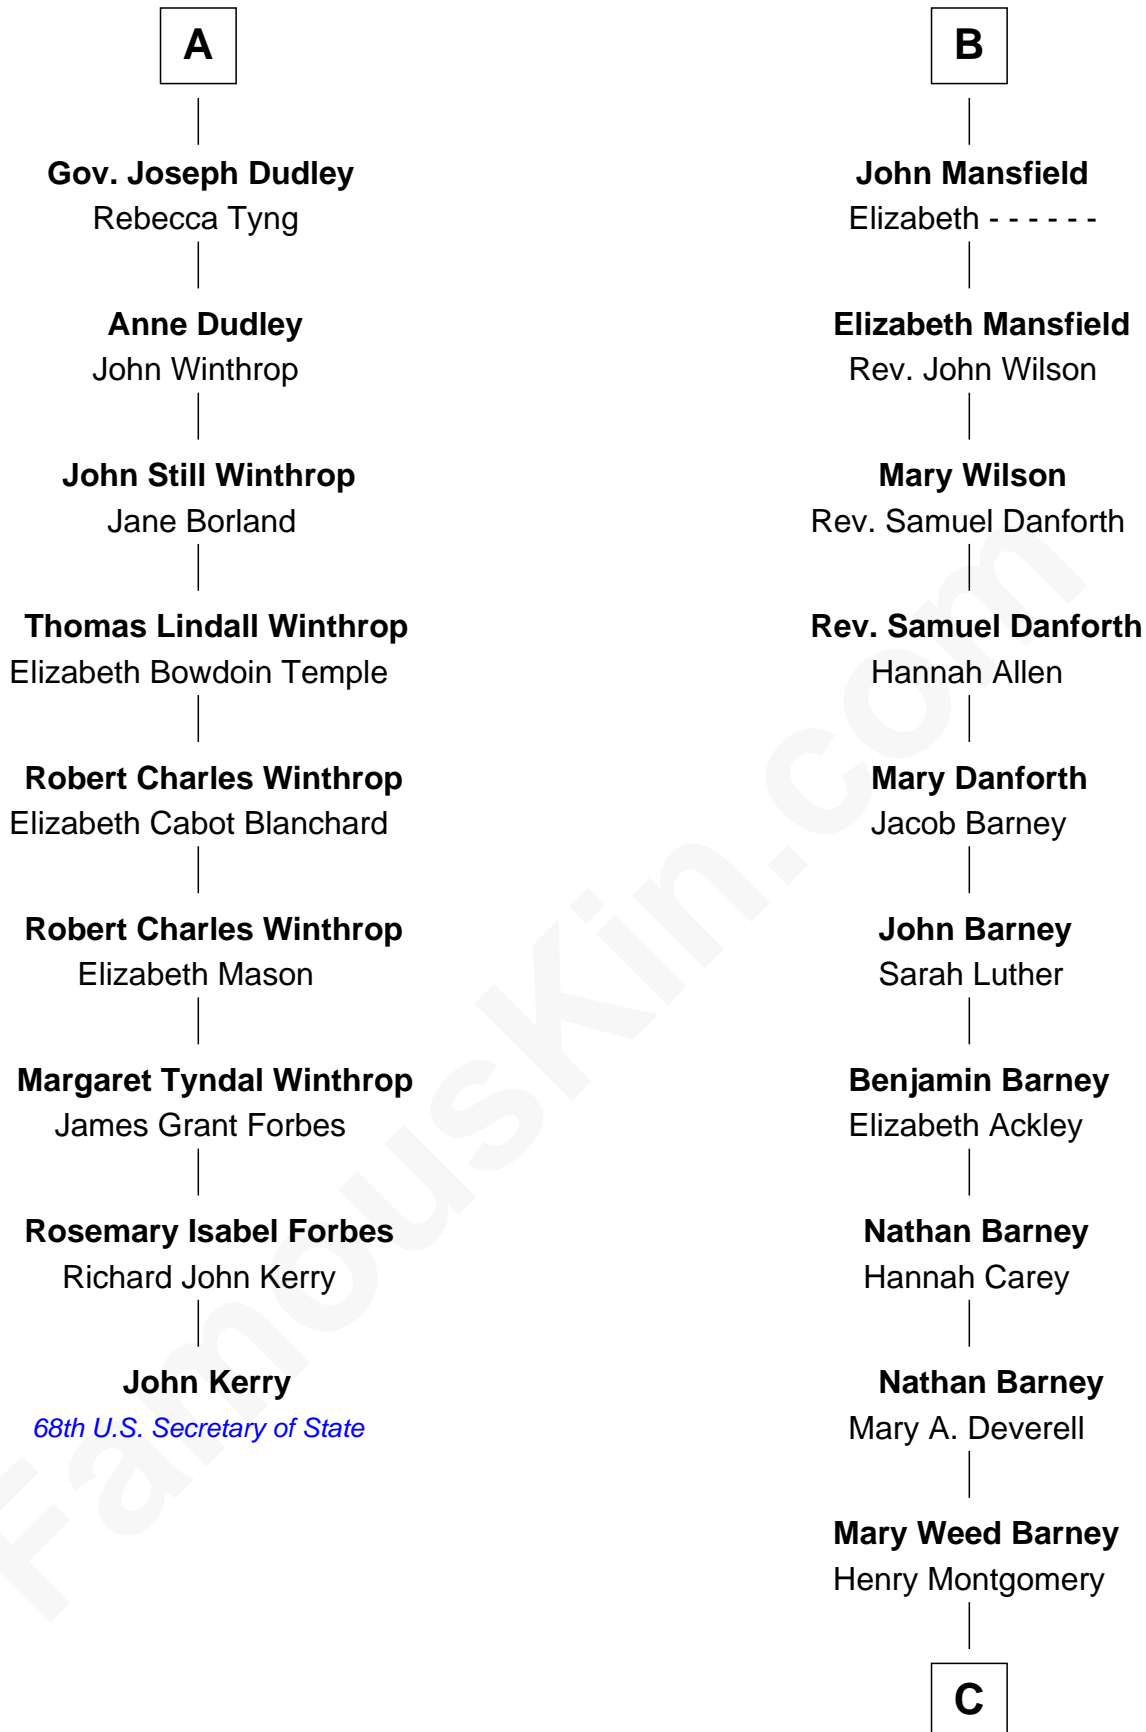 A
Gov. Joseph Dudley
Rebecca Tyng
Anne Dudley
John Winthrop
John Still Winthrop
Jane Borland
Thomas Lindall Winthrop
Elizabeth Bowdoin Temple
Robert Charles Winthrop
Elizabeth Cabot Blanchard
Robert Charles Winthrop
Elizabeth Mason
Margaret Tyndal Winthrop
James Grant Forbes
Rosemary Isabel Forbes
Richard John Kerry
John Kerry
68th U.S. Secretary of State
B
John Mansfield
Elizabeth - - - - - -
Elizabeth Mansfield
Rev. John Wilson
Mary Wilson
Rev. Samuel Danforth
Rev. Samuel Danforth
Hannah Allen
Mary Danforth
Jacob Barney
John Barney
Sarah Luther
Benjamin Barney
Elizabeth Ackley
Nathan Barney
Hannah Carey
Nathan Barney
Mary A. Deverell
Mary Weed Barney
Henry Montgomery
C
FamousKin.com